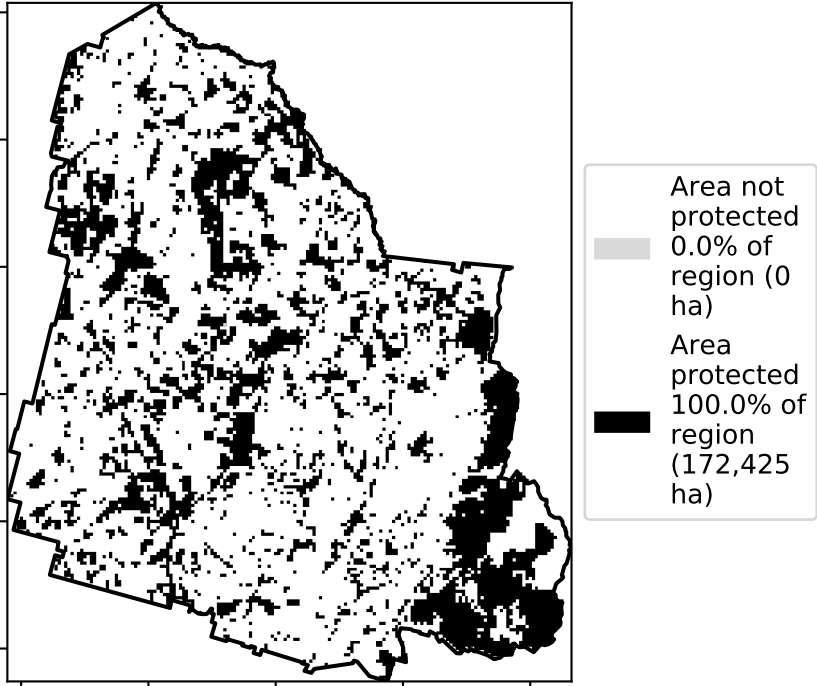 Area not
protected
0.0% of
region (0
ha)
Area
protected
100.0% of
region
(172,425
ha)